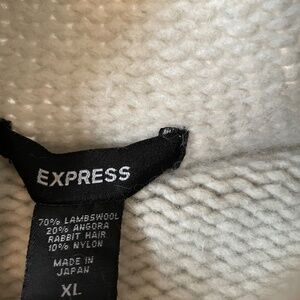 EXPRESS
70% LAMBSWOOL
20% ANGORA
RABBIT HAIR
10% NYLON
MADE IN
JAPAN
XL